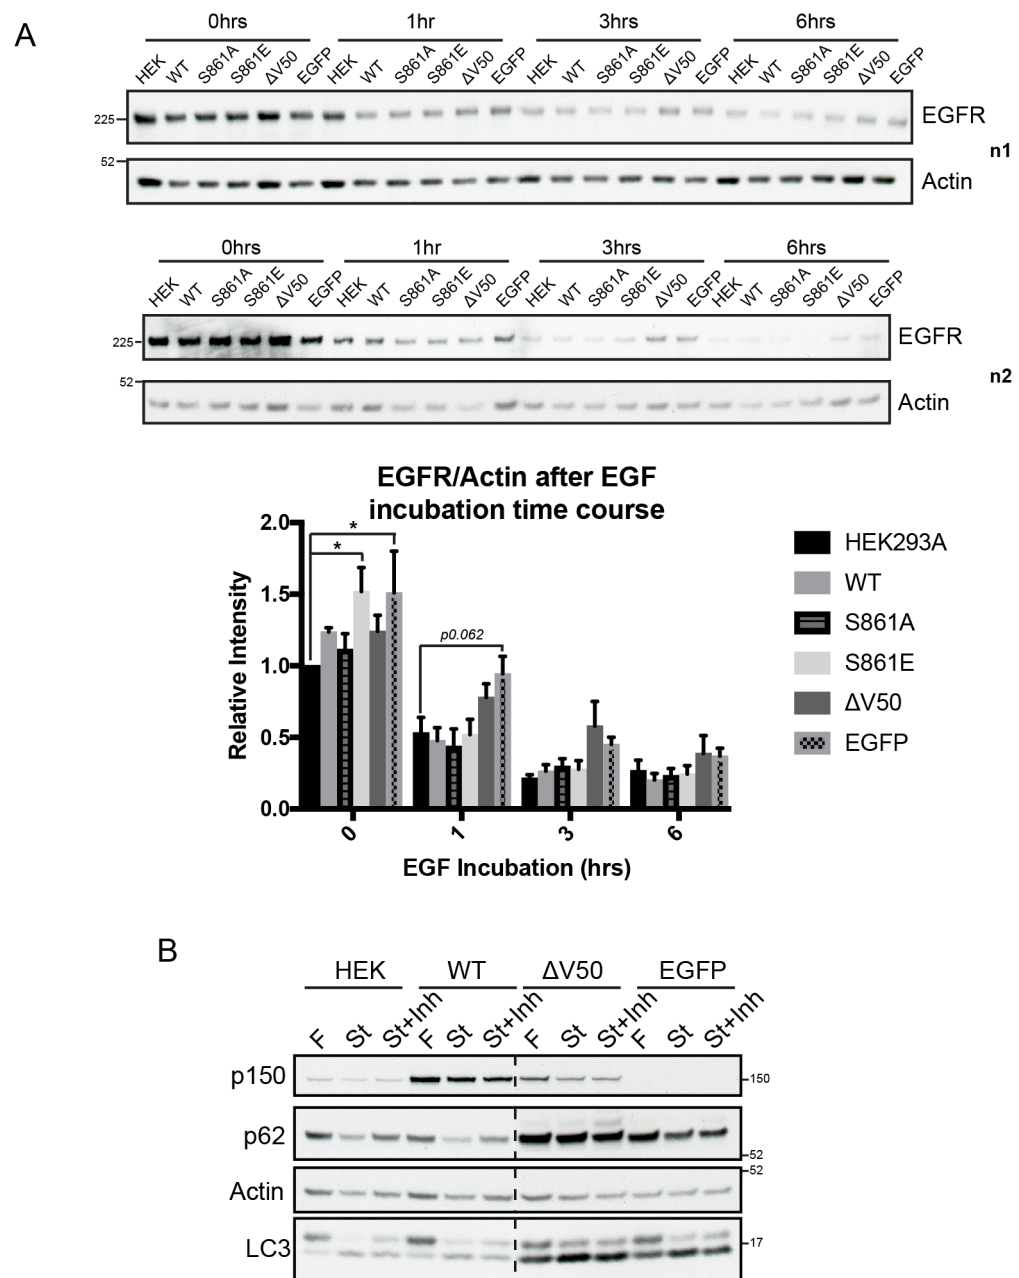 A
0hrs 1hr 3hrs 6hrs
HEK WT S861A S861E ΔV50 EGFP HEK WT S861A S861E ΔV50 EGFP HEK WT S861A S861E ΔV50 EGFP HEK WT S861A S861E ΔV50 EGFP
225 EGFR
n1
52 Actin
0hrs 1hr 3hrs 6hrs
HEK WT S861A S861E ΔV50 EGFP HEK WT S861A S861E ΔV50 EGFP HEK WT S861A S861E ΔV50 EGFP HEK WT S861A S861E ΔV50 EGFP
225 EGFR
n2
52 Actin
EGFR/Actin after EGF
incubation time course
Relative Intensity
2.0
1.5
1.0
0.5
0.0
*
*
p0.062
0 1 3 6
EGF Incubation (hrs)
HEK293A
WT
S861A
S861E
ΔV50
EGFP
B
HEK WT ΔV50 EGFP
F St St+Inh F St St+Inh F St St+Inh F St St+Inh
p150 150
p62 52
Actin 52
LC3 17